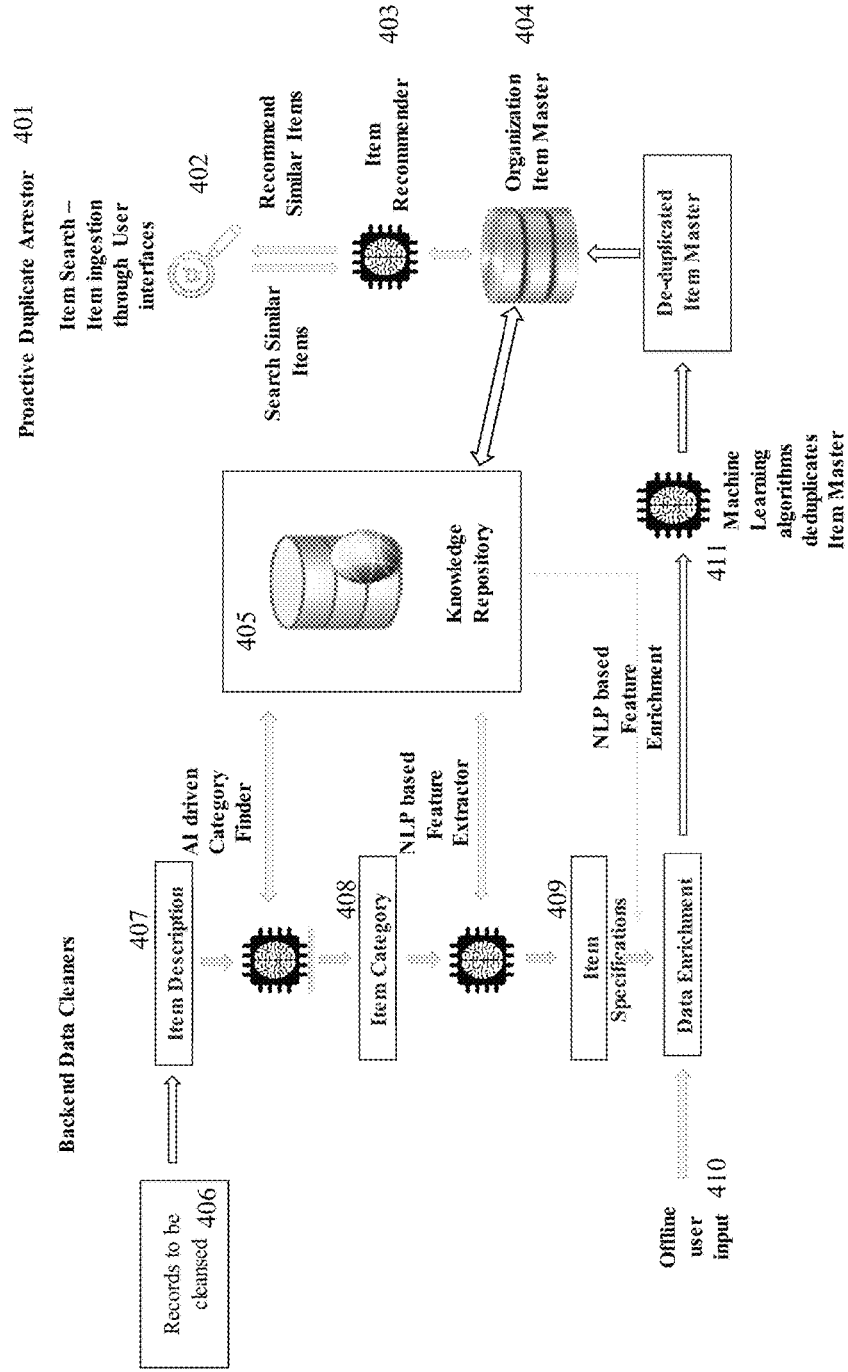 Proactive Duplicate Arrestor 401
Item Search –
Item ingestion
through User
interfaces
402
Search Similar
Items
Recommend
Similar Items
Item
Recommender
403
Organization
Item Master
404
De-duplicated
Item Master
405
Knowledge
Repository
Backend Data Cleaners
Records to be
cleansed 406
407
Item Description
AI driven
Category
Finder
408
Item Category
NLP based
Feature
Extractor
409
Item
Specifications
NLP based
Feature
Enrichment
Data Enrichment
Offline
user
input 410
411 Machine
Learning
algorithms
deduplicates
Item Master